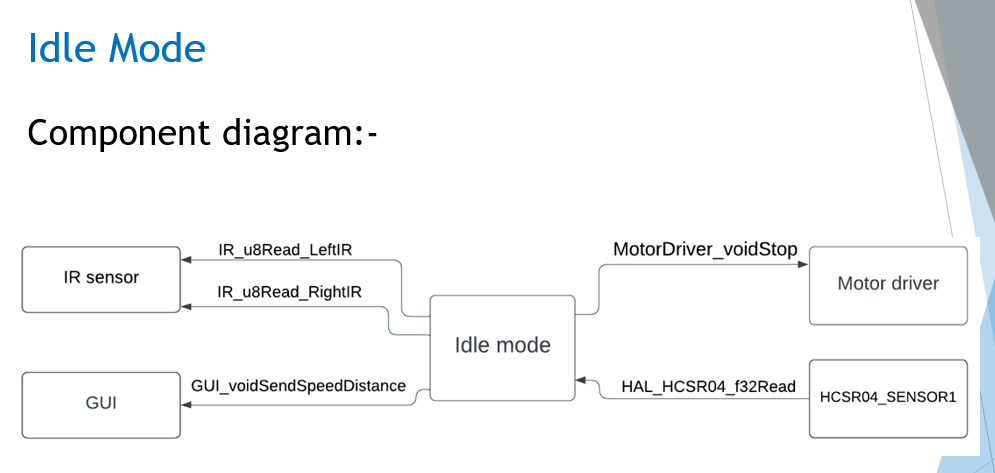 Idle Mode
Component diagram:-
IR_u8Read_LeftIR
MotorDriver_voidStop
IR sensor
Motor driver
IR_u8Read_RightIR
Idle mode
GUI_voidSendSpeedDistance
HAL_HCSR04_f32Read
GUI
HCSR04_SENSOR1